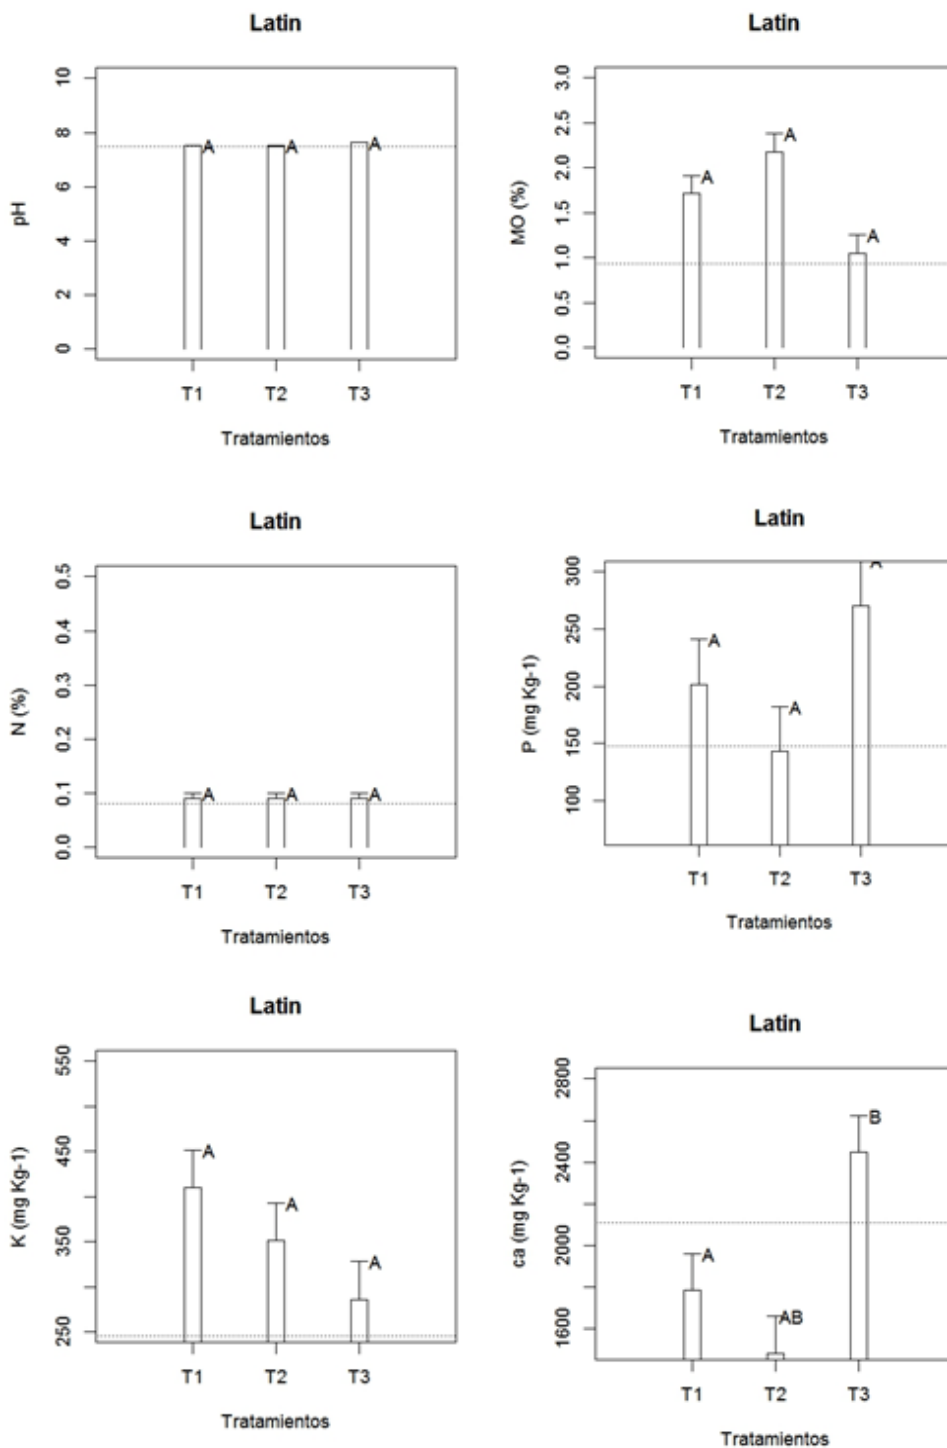 Latin
pH
10
8
6
4
2
0
A A A
T1 T2 T3
Tratamientos
Latin
MO (%)
3.0
2.5
2.0
1.5
1.0
0.5
0.0
A A A
T1 T2 T3
Tratamientos
Latin
N (%)
0.5
0.4
0.3
0.2
0.1
0.0
A A A
T1 T2 T3
Tratamientos
Latin
P (mg Kg-1)
300
250
200
150
100
A A A
T1 T2 T3
Tratamientos
Latin
K (mg Kg-1)
550
450
350
250
A A A
T1 T2 T3
Tratamientos
Latin
ca (mg Kg-1)
2800
2400
2000
1600
A AB B
T1 T2 T3
Tratamientos